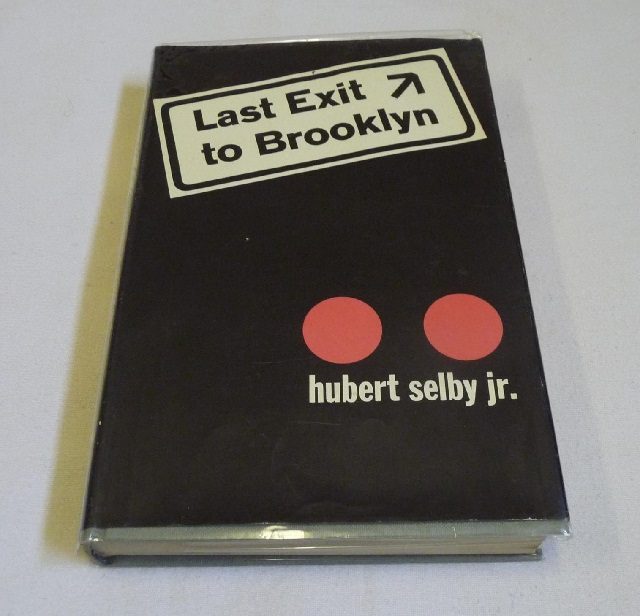 Last Exit ↗
to Brooklyn
hubert selby jr.